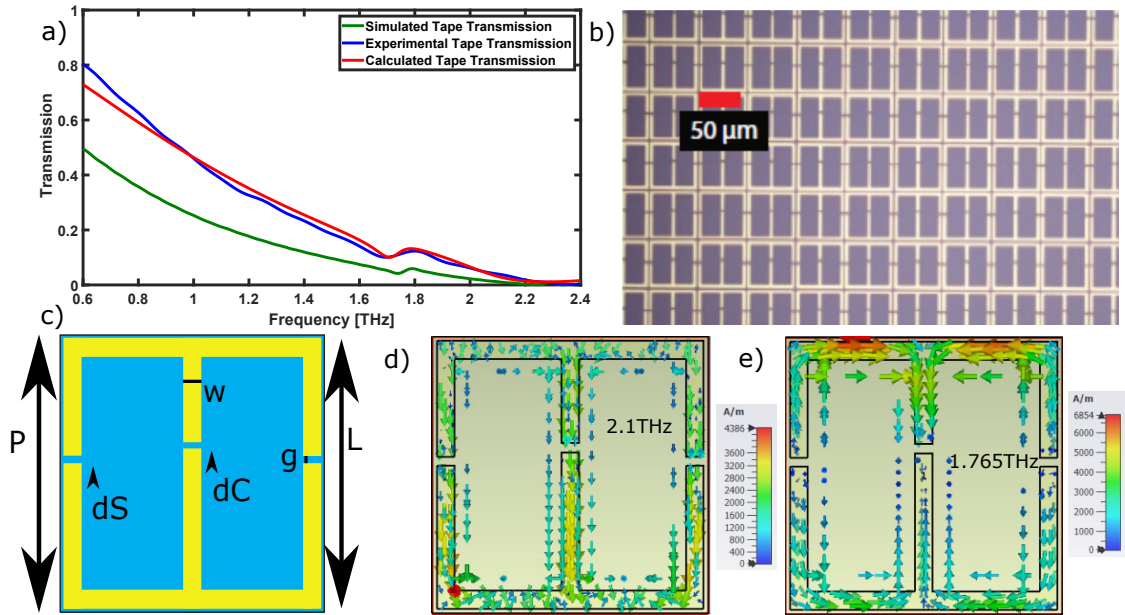 a)
Simulated Tape Transmission
Experimental Tape Transmission
Calculated Tape Transmission
Transmission
1
0.8
0.6
0.4
0.2
0
0.6 0.8 1 1.2 1.4 1.6 1.8 2 2.2 2.4
Frequency [THz]
b)
50 µm
c)
P
L
w
g
dS
dC
d)
2.1THz
A/m
4386
3600
3200
2800
2400
2000
1600
1200
800
400
0
e)
1.765THz
A/m
6854
6000
5000
4000
3000
2000
1000
0